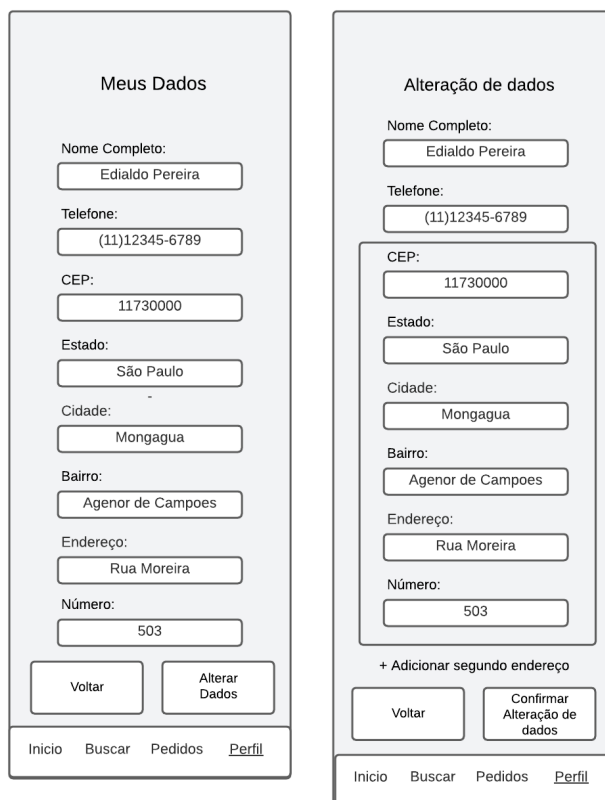 Meus Dados
Nome Completo:
Edialdo Pereira
Telefone:
(11)12345-6789
CEP:
11730000
Estado:
São Paulo
-
Cidade:
Mongagua
Bairro:
Agenor de Campoes
Endereço:
Rua Moreira
Número:
503
Voltar
Alterar
Dados
Inicio Buscar Pedidos Perfil
Alteração de dados
Nome Completo:
Edialdo Pereira
Telefone:
(11)12345-6789
CEP:
11730000
Estado:
São Paulo
Cidade:
Mongagua
Bairro:
Agenor de Campoes
Endereço:
Rua Moreira
Número:
503
+ Adicionar segundo endereço
Voltar
Confirmar
Alteração de
dados
Inicio Buscar Pedidos Perfil